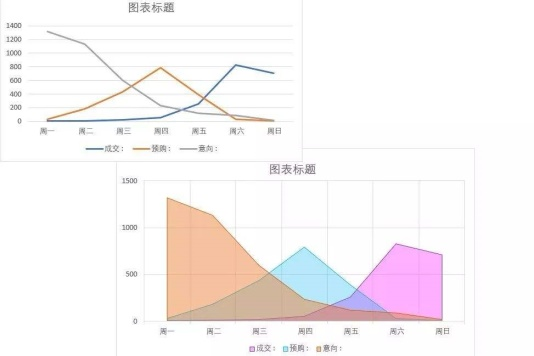 图表标题
1400
1200
1000
800
600
400
200
0
周一 周二 周三 周四 周五 周六 周日
成交： 预购： 意向：
图表标题
1500
1000
500
0
周一 周二 周三 周四 周五 周六 周日
成交： 预购： 意向：